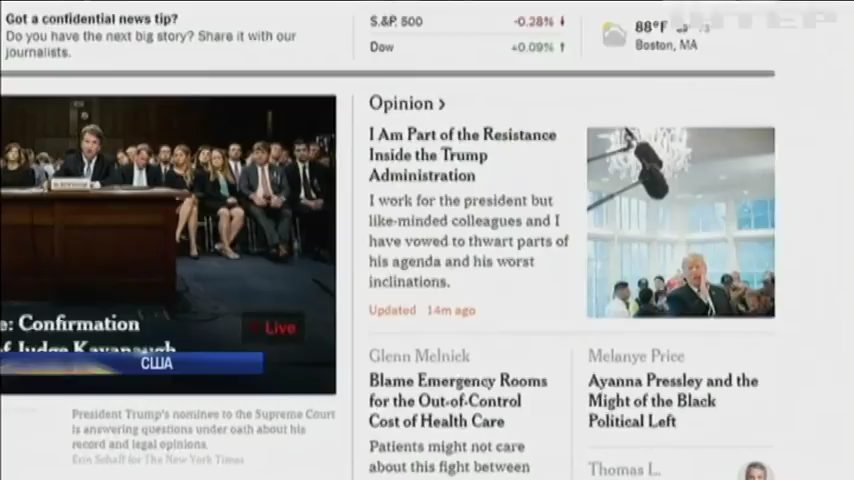 Got a confidential news tip?
Do you have the next big story? Share it with our
journalists.
S.&P. 500
-0.28%
Dow
+0.09%
88°F
Boston, MA
ІНТЕР
Opinion
I Am Part of the Resistance
Inside the Trump
Administration
I work for the president but
like-minded colleagues and I
have vowed to thwart parts of
his agenda and his worst
inclinations.
Updated 14m ago
e: Confirmation
of Judge Kavanaugh
Live
США
President Trump's nominee to the Supreme Court
is answering questions under oath about his
record and legal opinions.
Erin Schaff for The New York Times
Glenn Melnick
Blame Emergency Rooms
for the Out-of-Control
Cost of Health Care
Patients might not care
about this fight between
Melanye Price
Ayanna Pressley and the
Might of the Black
Political Left
Thomas L.